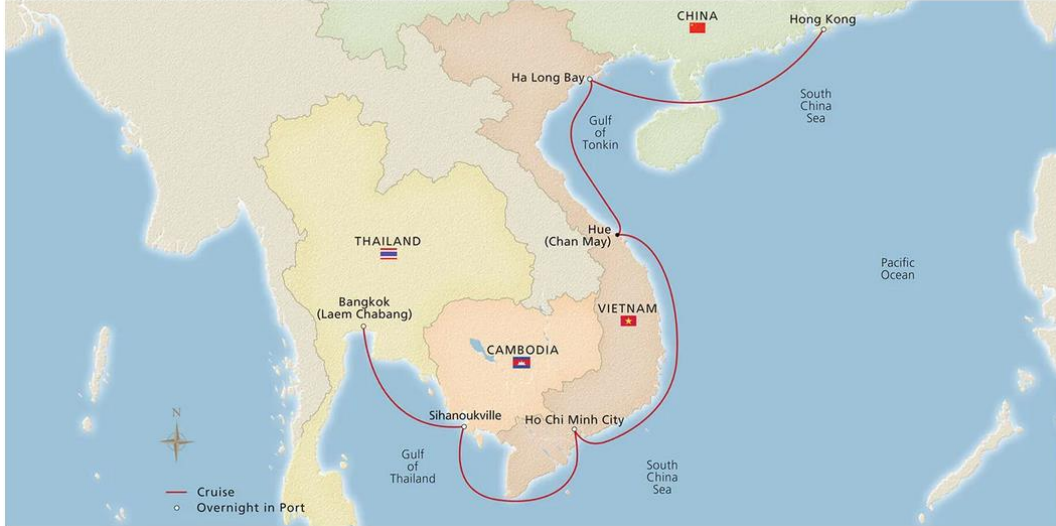 CHINA
Hong Kong
Ha Long Bay
South
China
Sea
Gulf
of
Tonkin
Hue
(Chan May)
THAILAND
Pacific
Ocean
Bangkok
(Laem Chabang)
VIETNAM
CAMBODIA
Sihanoukville
Ho Chi Minh City
N
Gulf
of
Thailand
South
China
Sea
Cruise
Overnight in Port